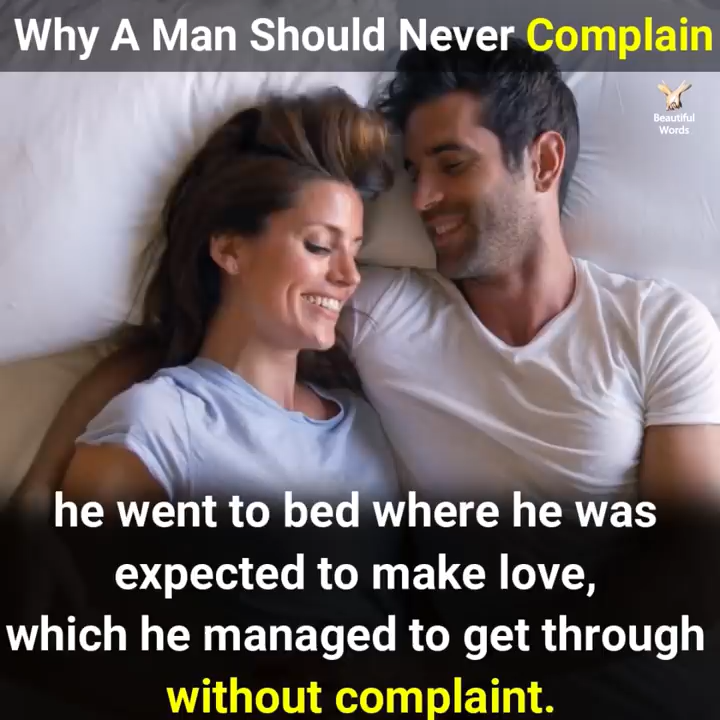 Why A Man Should Never Complain
Beautiful
Words
he went to bed where he was
expected to make love,
which he managed to get through
without complaint.